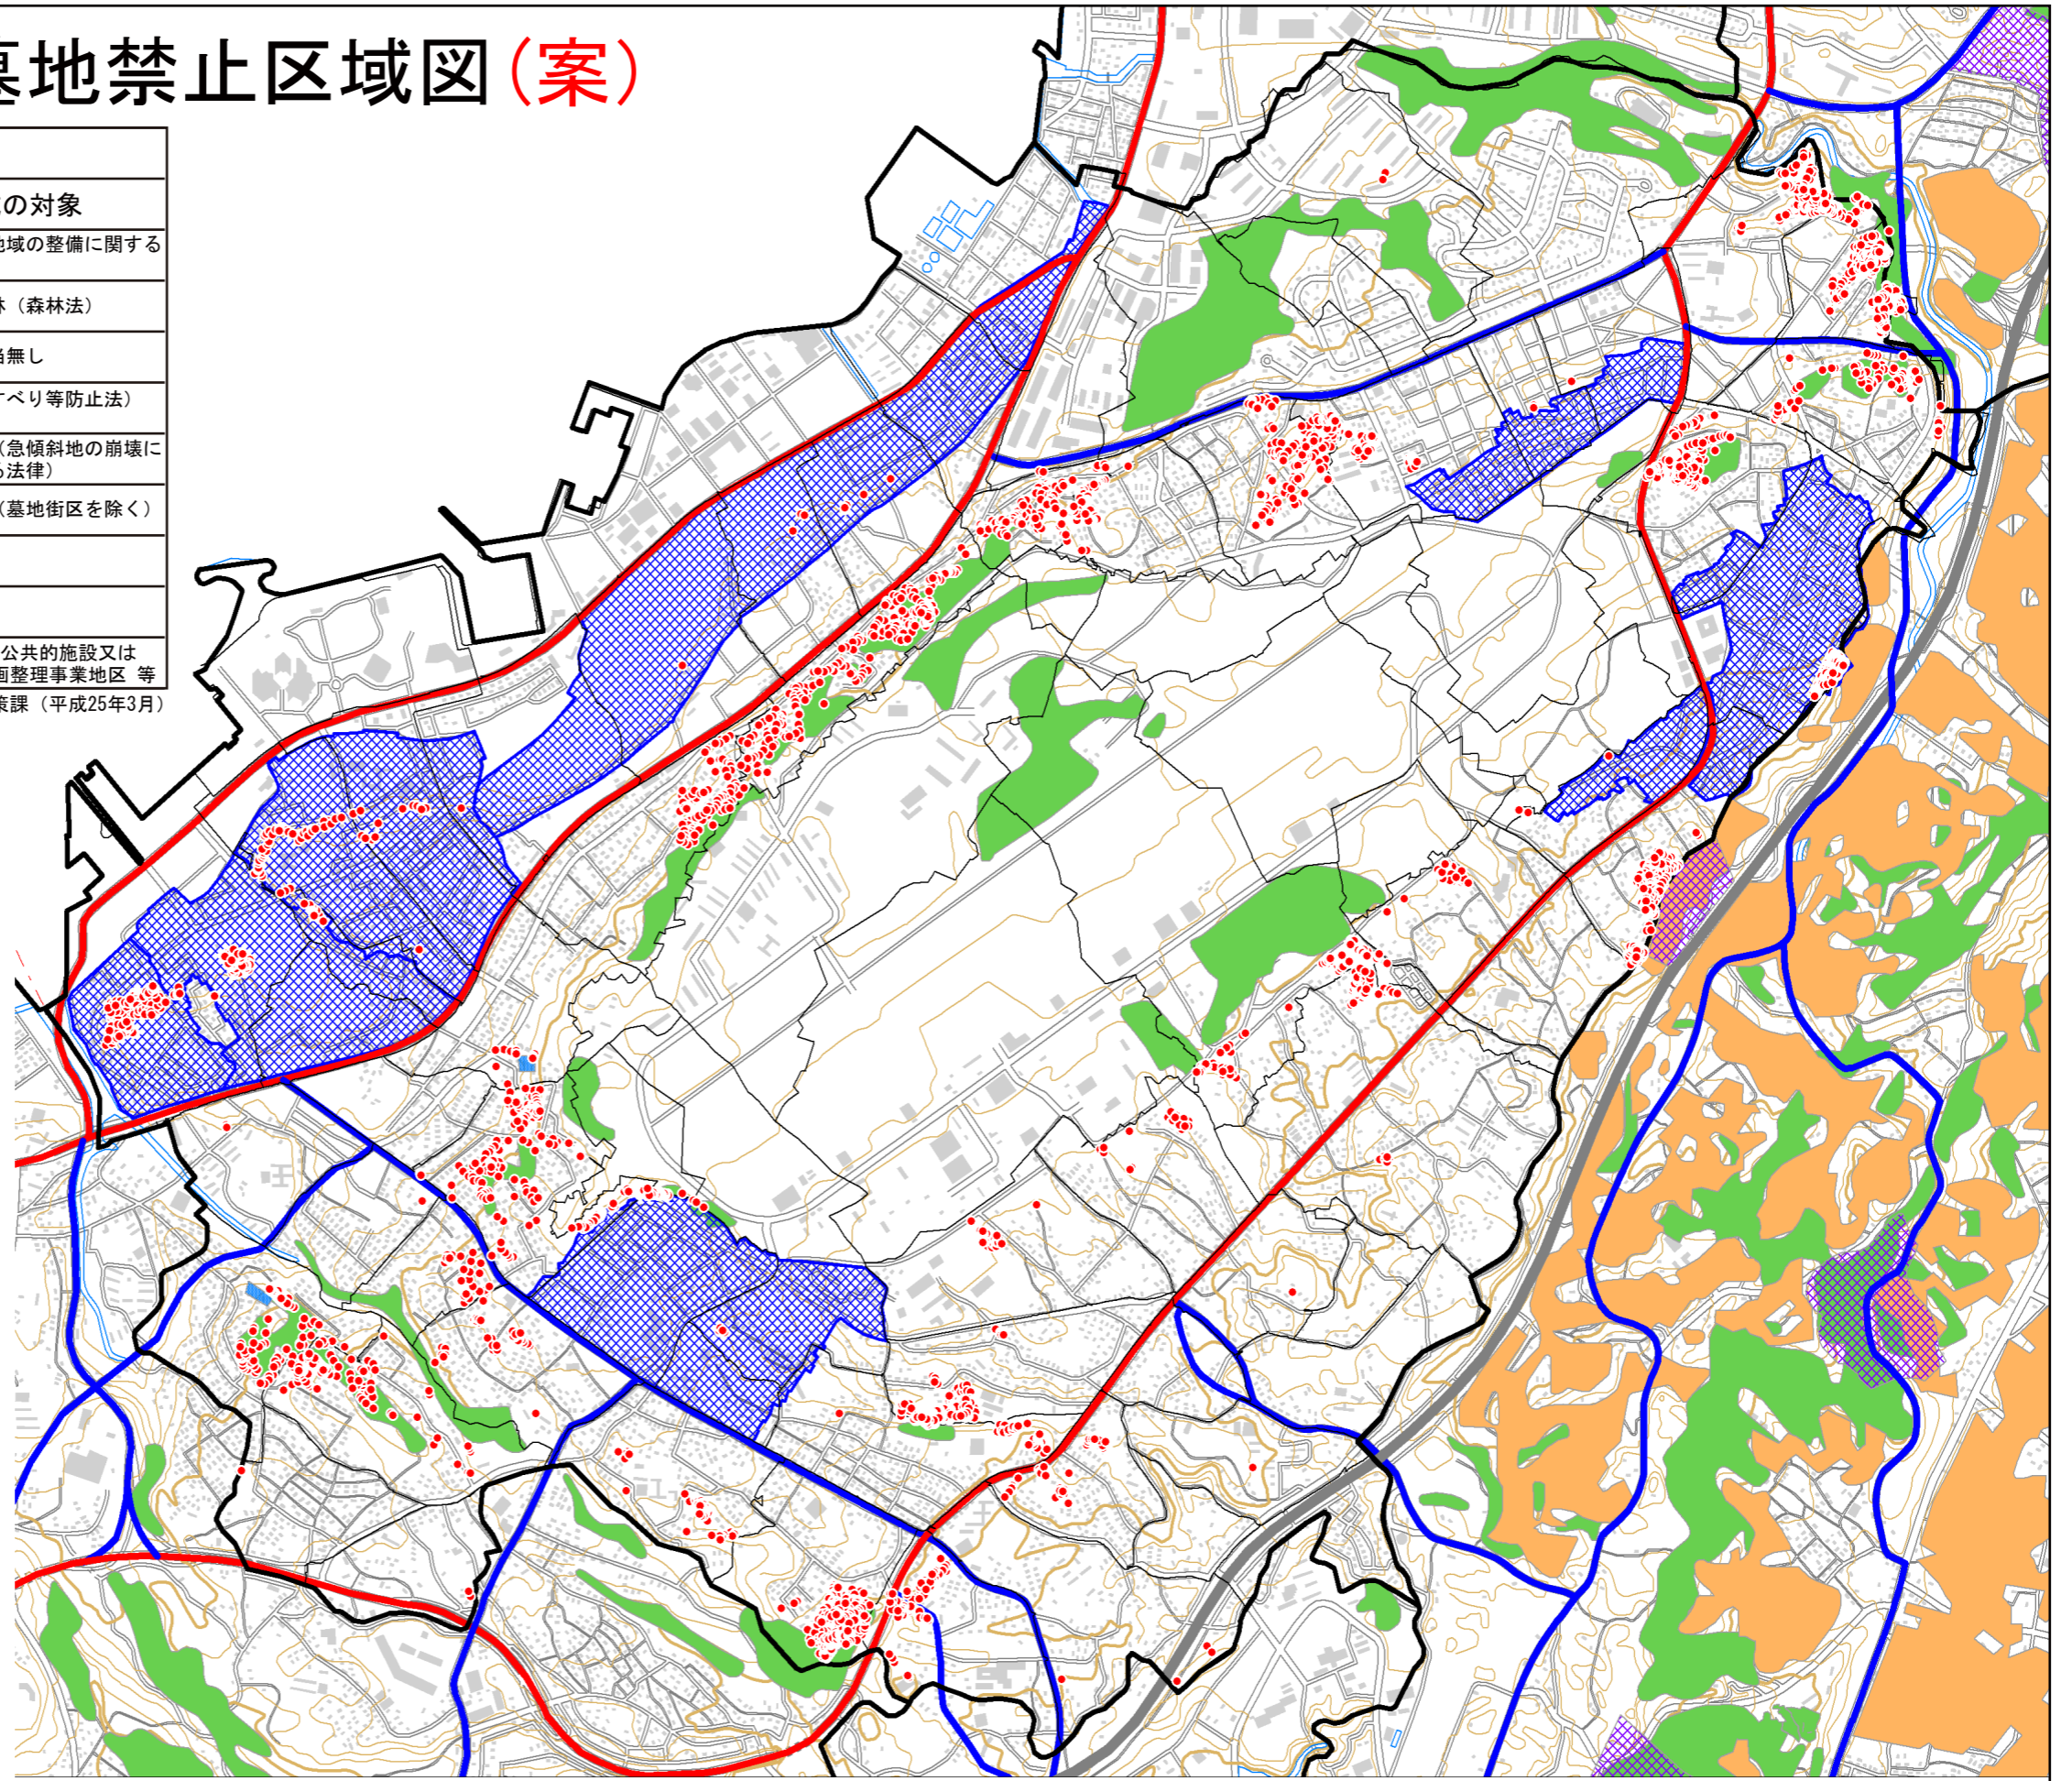 墓地禁止区域図(案)
の対象
地域の整備に関する
林（森林法）
当無し
すべり等防止法）
（急傾斜地の崩壊に
る法律）
（墓地街区を除く）
公共的施設又は
画整理事業地区 等
策課（平成25年3月）